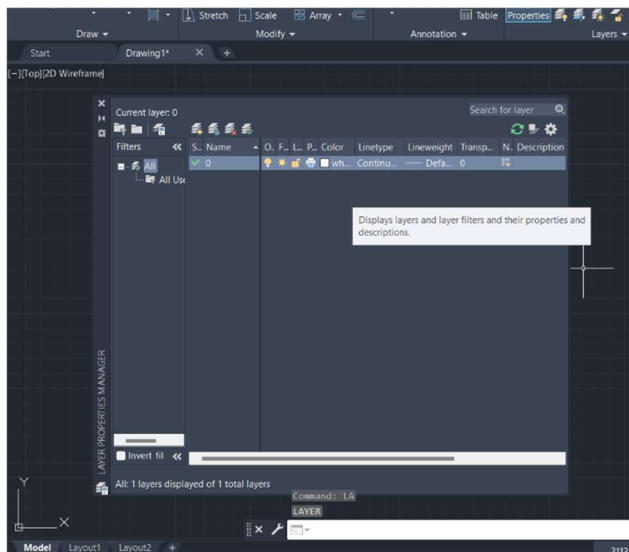 Stretch Scale Array Table Properties
Draw Modify Annotation Layers
Start Drawing1* × +
[−][Top][2D Wireframe]
Current layer: 0
Search for layer
Filters « S.. Name O. F... L... P... Color Linetype Lineweight Transp... N. Description
All 0 wh... Continu... Defa... 0
All Use
Displays layers and layer filters and their properties and
descriptions.
LAYER PROPERTIES MANAGER
Invert fil «
All: 1 layers displayed of 1 total layers
Y
X
Command: LA
LAYER
Model Layout1 Layout2 +